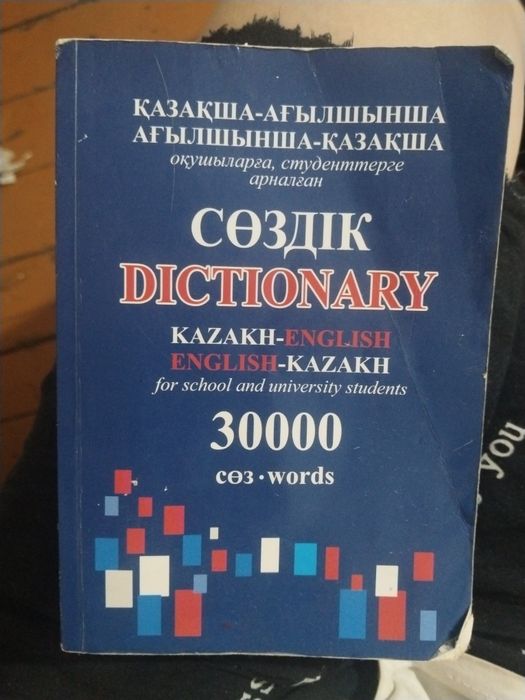 ҚАЗАҚША-АҒЫЛШЫНША
АҒЫЛШЫНША-ҚАЗАҚША
оқушыларға, студенттерге
арналған
СӨЗДІК
DICTIONARY
KAZAKH-ENGLISH
ENGLISH-KAZAKH
for school and university students
30000
сөз · words
you